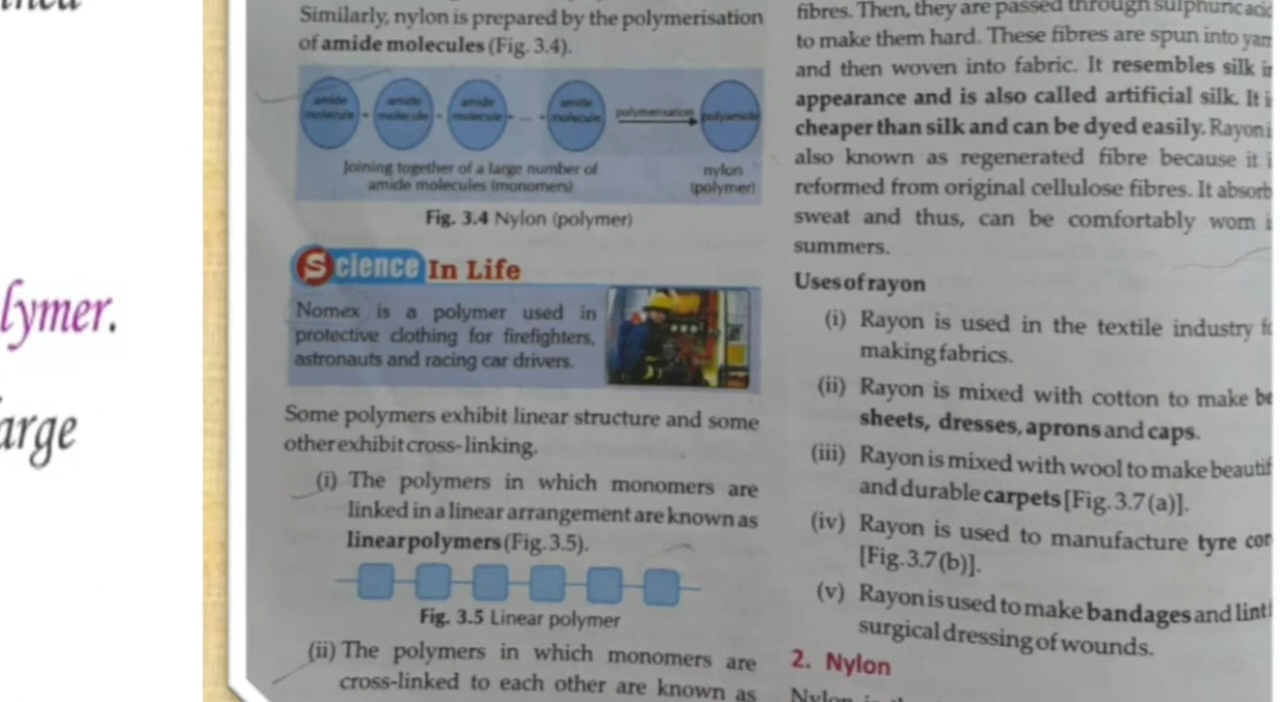 lymer.
arge
Similarly, nylon is prepared by the polymerisation
of amide molecules (Fig. 3.4).
amide molecule + amide molecule + amide molecule + ... + amide molecule polymerisation polyamide
Joining together of a large number of
amide molecules (monomers)
nylon
(polymer)
Fig. 3.4 Nylon (polymer)
Science In Life
Nomex is a polymer used in
protective clothing for firefighters,
astronauts and racing car drivers.
Some polymers exhibit linear structure and some
other exhibit cross-linking.
(i) The polymers in which monomers are
linked in a linear arrangement are known as
linear polymers (Fig. 3.5).
Fig. 3.5 Linear polymer
(ii) The polymers in which monomers are
cross-linked to each other are known as
fibres. Then, they are passed through sulphuric acid
to make them hard. These fibres are spun into yarn
and then woven into fabric. It resembles silk in
appearance and is also called artificial silk. It i
cheaper than silk and can be dyed easily. Rayon i
also known as regenerated fibre because it i
reformed from original cellulose fibres. It absorb
sweat and thus, can be comfortably worn i
summers.
Uses of rayon
(i) Rayon is used in the textile industry fo
making fabrics.
(ii) Rayon is mixed with cotton to make be
sheets, dresses, aprons and caps.
(iii) Rayon is mixed with wool to make beautif
and durable carpets [Fig. 3.7 (a)].
(iv) Rayon is used to manufacture tyre cor
[Fig. 3.7 (b)].
(v) Rayon is used to make bandages and lint
surgical dressing of wounds.
2. Nylon
Nylon is